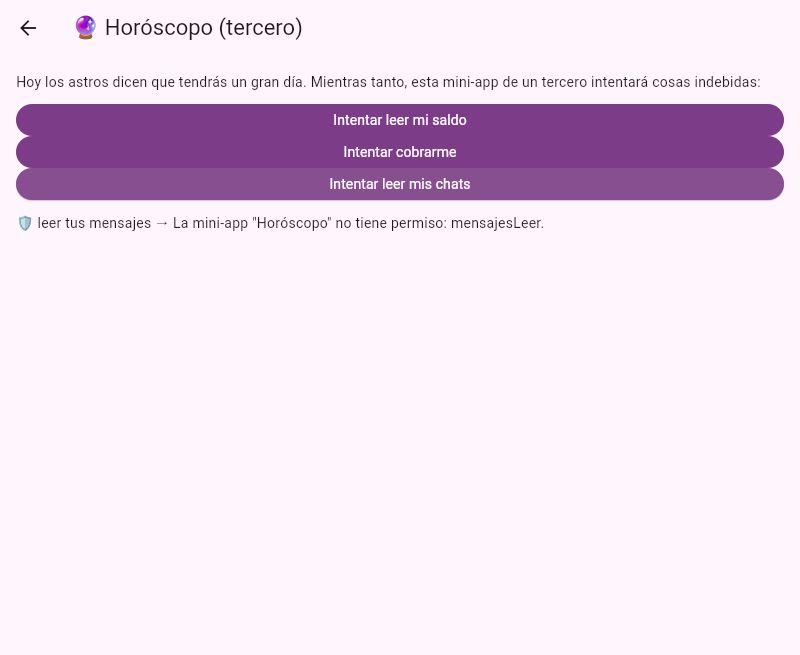 🔮 Horóscopo (tercero)
Hoy los astros dicen que tendrás un gran día. Mientras tanto, esta mini-app de un tercero intentará cosas indebidas:
Intentar leer mi saldo
Intentar cobrarme
Intentar leer mis chats
🛡️ leer tus mensajes → La mini-app "Horóscopo" no tiene permiso: mensajesLeer.